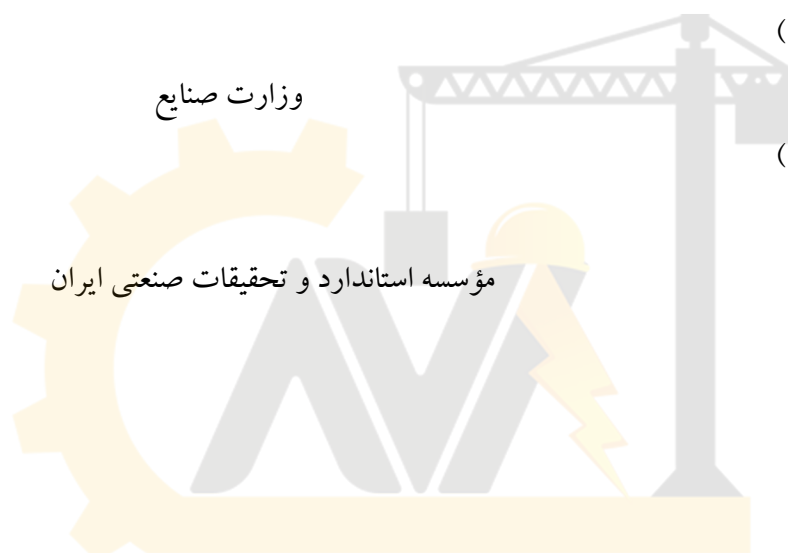 )
وزارت صنایع
)
مؤسسه استاندارد و تحقیقات صنعتی ایران